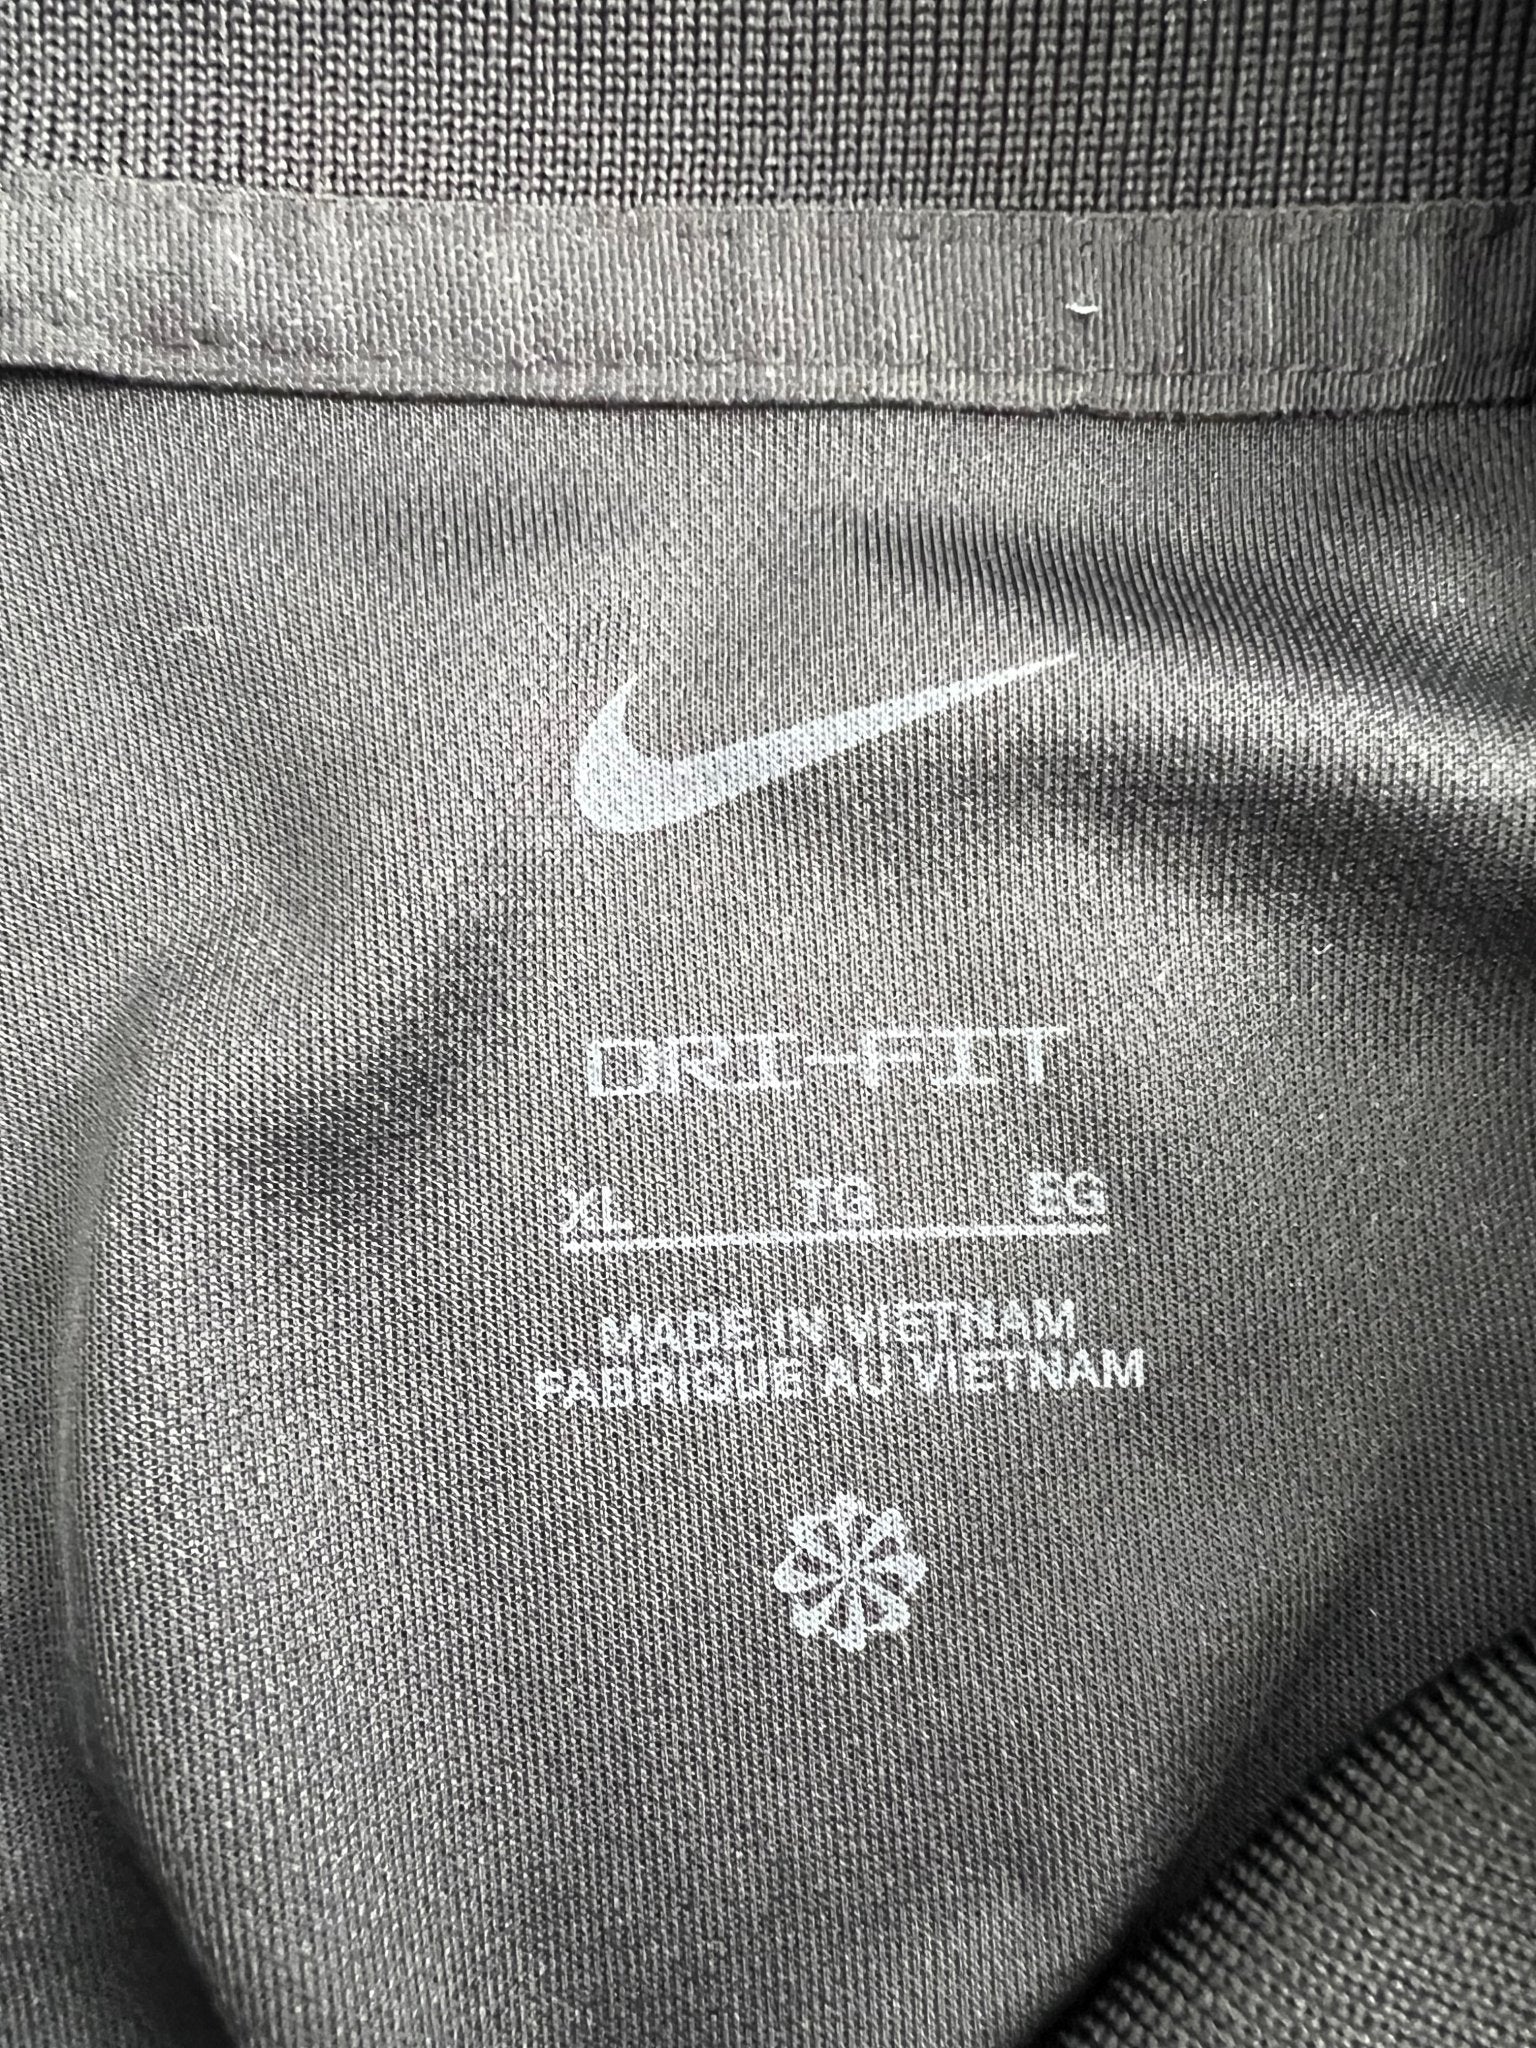 DRI-FIT
XL TG EG
MADE IN VIETNAM
FABRIQUE AU VIETNAM